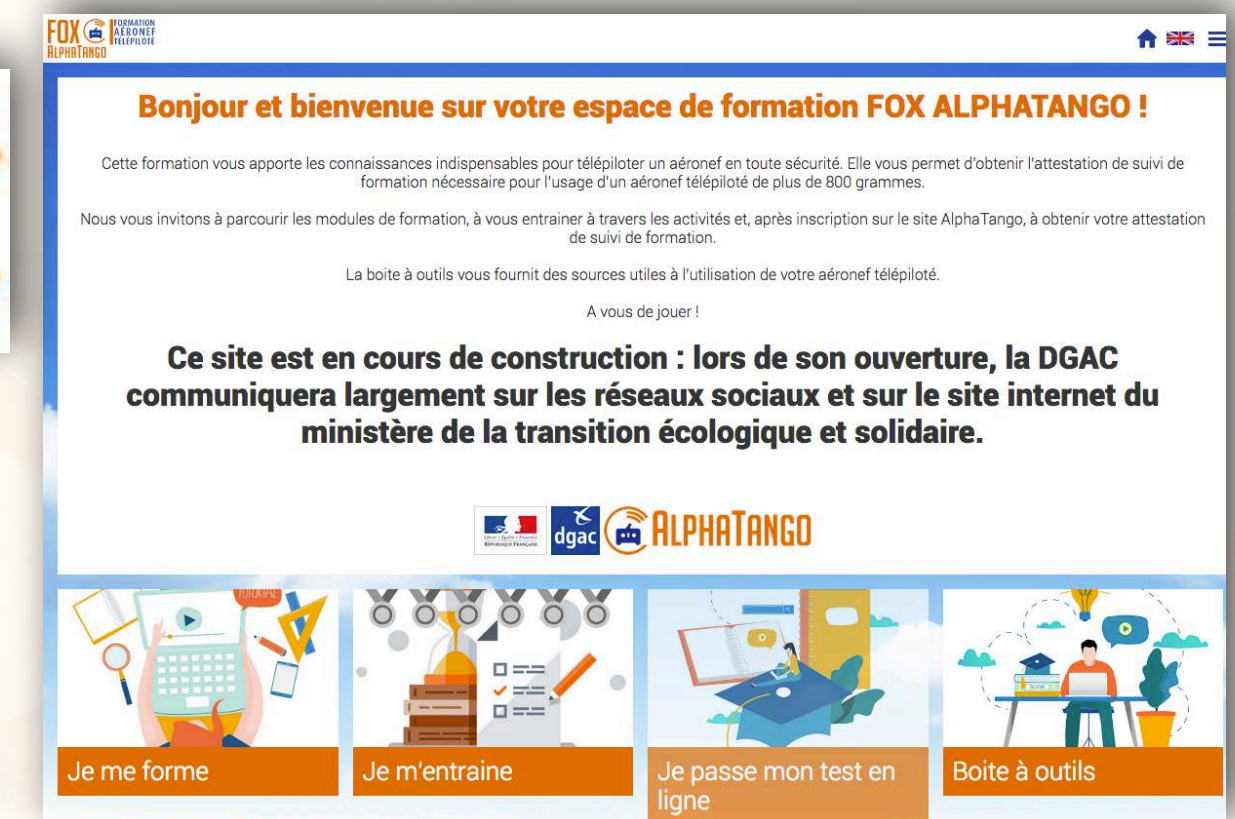 FOX
ALPHATANGO
FORMATION
AÉRONEF
TÉLÉPILOTÉ
Bonjour et bienvenue sur votre espace de formation FOX ALPHATANGO !
Cette formation vous apporte les connaissances indispensables pour télépiloter un aéronef en toute sécurité. Elle vous permet d'obtenir l'attestation de suivi de
formation nécessaire pour l'usage d'un aéronef télépiloté de plus de 800 grammes.
Nous vous invitons à parcourir les modules de formation, à vous entrainer à travers les activités et, après inscription sur le site AlphaTango, à obtenir votre attestation
de suivi de formation.
La boite à outils vous fournit des sources utiles à l'utilisation de votre aéronef télépiloté.
A vous de jouer !
Ce site est en cours de construction : lors de son ouverture, la DGAC
communiquera largement sur les réseaux sociaux et sur le site internet du
ministère de la transition écologique et solidaire.
RÉPUBLIQUE FRANÇAISE
dgac
ALPHATANGO
TUTORIAL
Je me forme
Je m'entraine
Je passe mon test en
ligne
Boite à outils